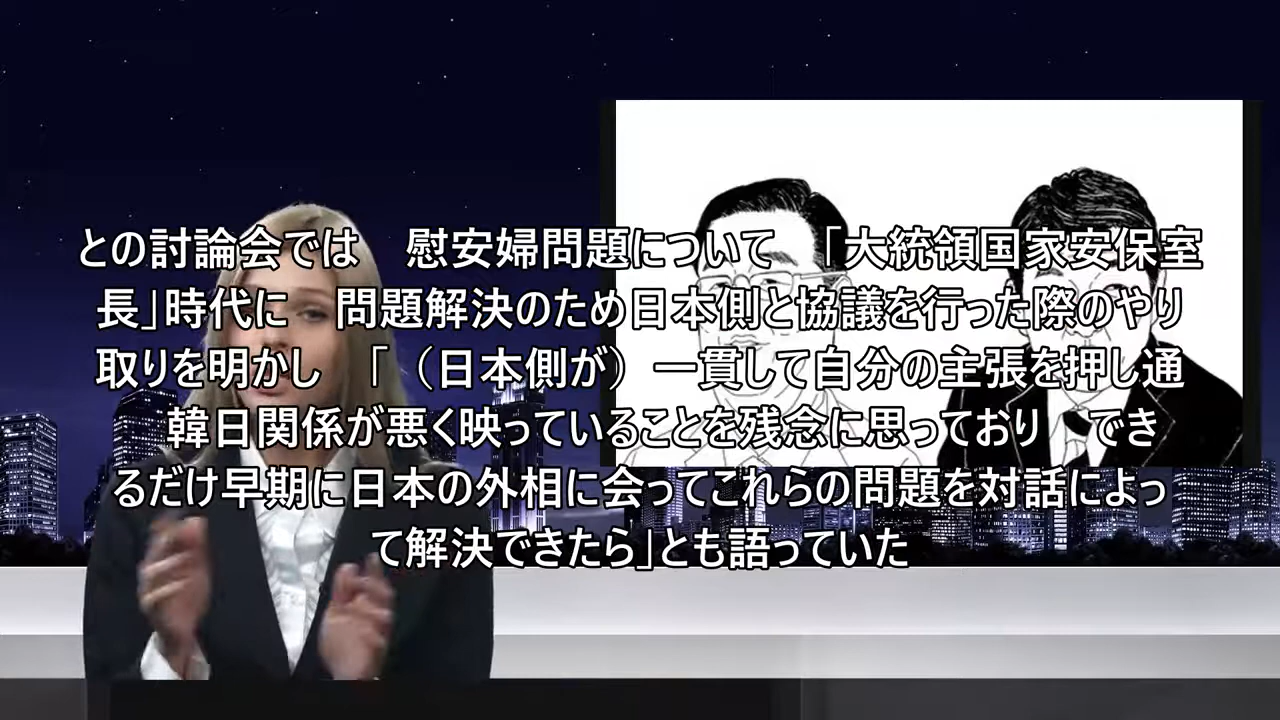 との討論会では　慰安婦問題について　「大統領国家安保室
長」時代に　問題解決のため日本側と協議を行った際のやり
取りを明かし　「（日本側が）一貫して自分の主張を押し通
韓日関係が悪く映っていることを残念に思っており　でき
るだけ早期に日本の外相に会ってこれらの問題を対話によっ
て解決できたら」とも語っていた